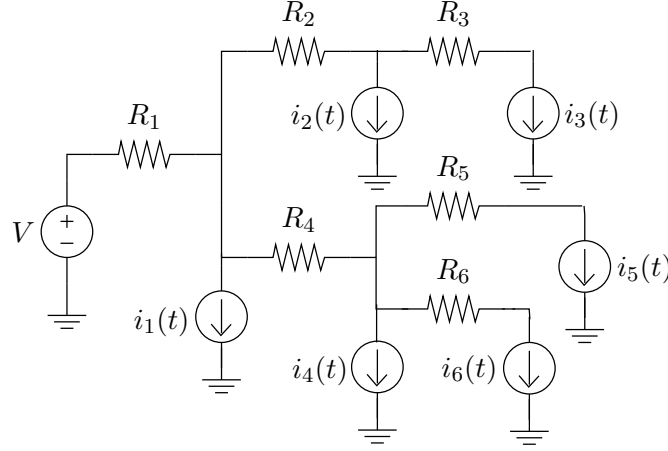 R2 R3
R1
i2(t) i3(t)
R5
V + −
R4
i5(t)
R6
i1(t)
i4(t) i6(t)